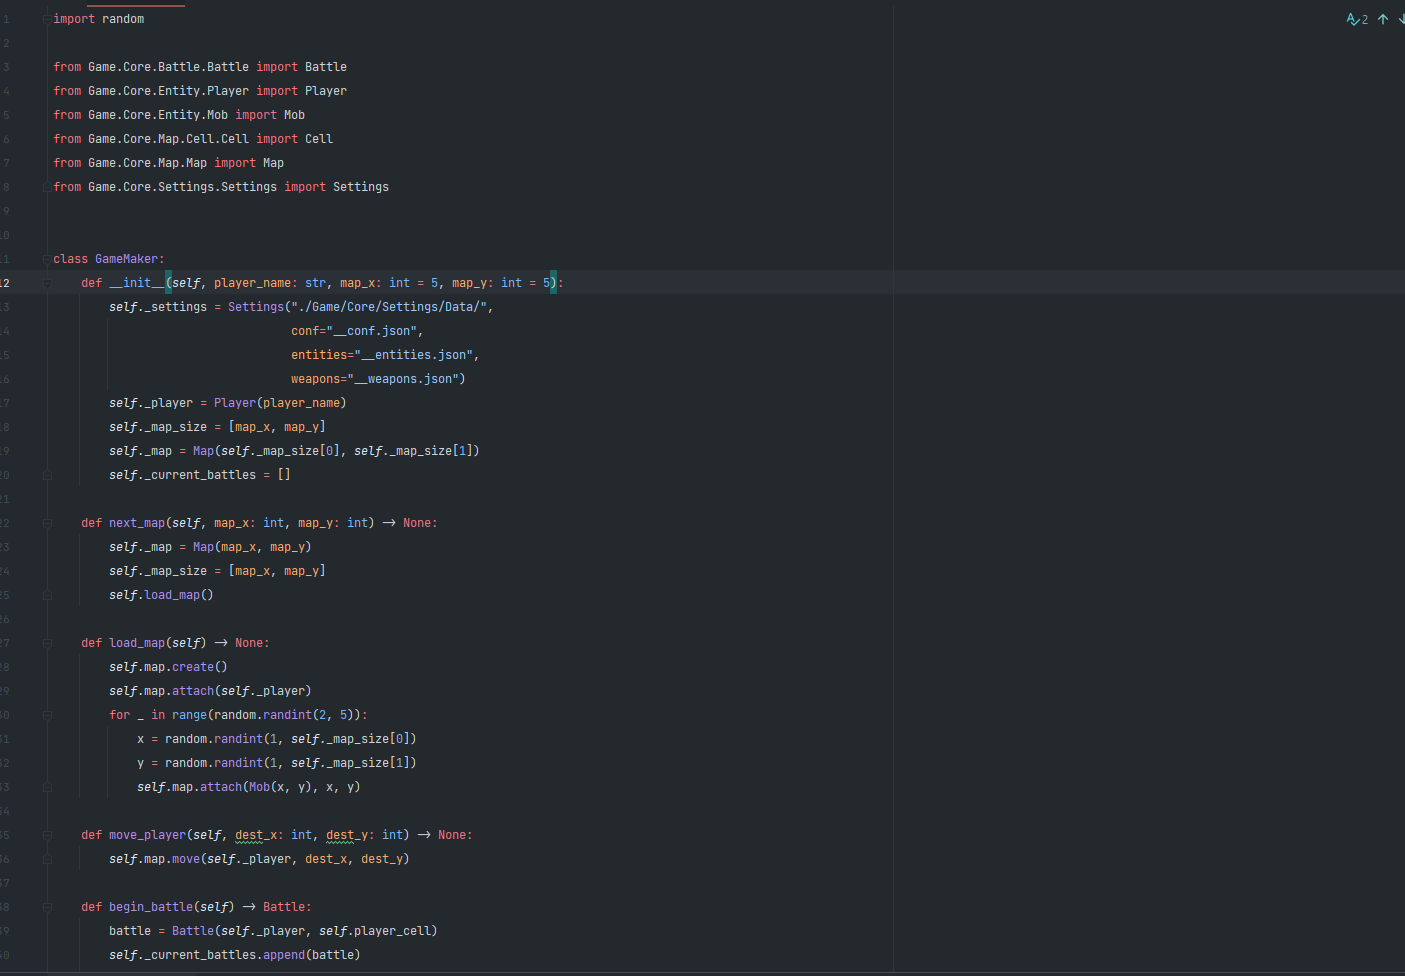 2
1 import random
2
3 from Game.Core.Battle.Battle import Battle
4 from Game.Core.Entity.Player import Player
5 from Game.Core.Entity.Mob import Mob
6 from Game.Core.Map.Cell.Cell import Cell
7 from Game.Core.Map.Map import Map
8 from Game.Core.Settings.Settings import Settings
9
10
11 class GameMaker:
12     def __init__(self, player_name: str, map_x: int = 5, map_y: int = 5):
13         self._settings = Settings("./Game/Core/Settings/Data/",
14                                   conf="__conf.json",
15                                   entities="__entities.json",
16                                   weapons="__weapons.json")
17         self._player = Player(player_name)
18         self._map_size = [map_x, map_y]
19         self._map = Map(self._map_size[0], self._map_size[1])
20         self._current_battles = []
21
22     def next_map(self, map_x: int, map_y: int) -> None:
23         self._map = Map(map_x, map_y)
24         self._map_size = [map_x, map_y]
25         self.load_map()
26
27     def load_map(self) -> None:
28         self.map.create()
29         self.map.attach(self._player)
30         for _ in range(random.randint(2, 5)):
31             x = random.randint(1, self._map_size[0])
32             y = random.randint(1, self._map_size[1])
33             self.map.attach(Mob(x, y), x, y)
34
35     def move_player(self, dest_x: int, dest_y: int) -> None:
36         self.map.move(self._player, dest_x, dest_y)
37
38     def begin_battle(self) -> Battle:
39         battle = Battle(self._player, self.player_cell)
40         self._current_battles.append(battle)